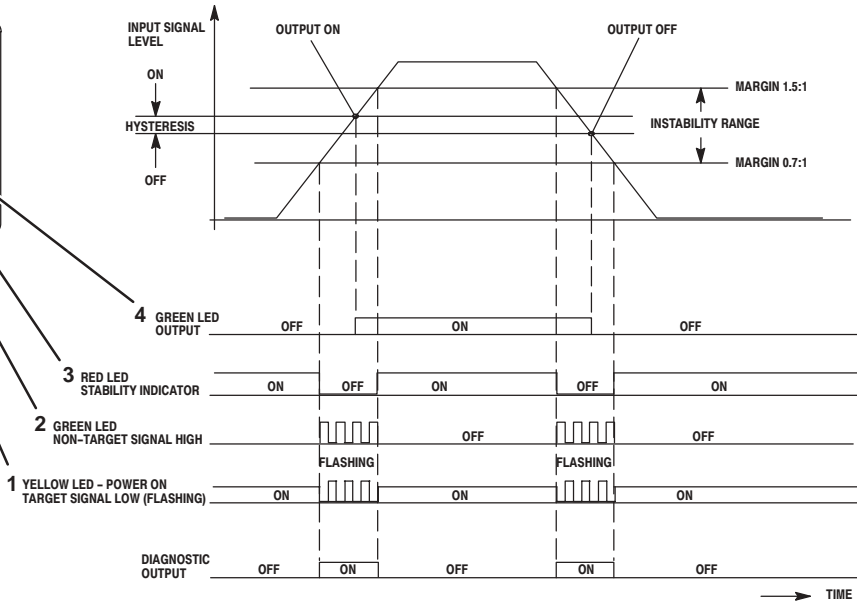 INPUT SIGNAL
LEVEL
OUTPUT ON
OUTPUT OFF
ON
MARGIN 1.5:1
HYSTERESIS
INSTABILITY RANGE
MARGIN 0.7:1
OFF
4 GREEN LED
OUTPUT
OFF
ON
OFF
3 RED LED
STABILITY INDICATOR
ON
OFF
ON
OFF
ON
2 GREEN LED
NON-TARGET SIGNAL HIGH
OFF
OFF
FLASHING
FLASHING
1 YELLOW LED - POWER ON
TARGET SIGNAL LOW (FLASHING)
ON
ON
ON
DIAGNOSTIC
OUTPUT
OFF
ON
OFF
ON
OFF
TIME